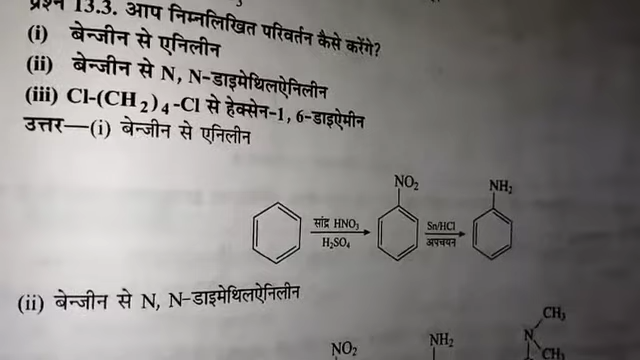 प्रश्न 13.3. आप निम्नलिखित परिवर्तन कैसे करेंगे?
(i) बेन्जीन से एनिलीन
(ii) बेन्जीन से N, N-डाइमेथिलऐनिलीन
(iii) Cl-(CH₂)₄-Cl से हेक्सेन-1, 6-डाइऐमीन
उत्तर—(i) बेन्जीन से एनिलीन
NO₂
NH₂
सांद्र HNO₃
H₂SO₄
Sn/HCl
अपचयन
(ii) बेन्जीन से N, N-डाइमेथिलऐनिलीन
CH₃
NO₂
NH₂
N
CH₃